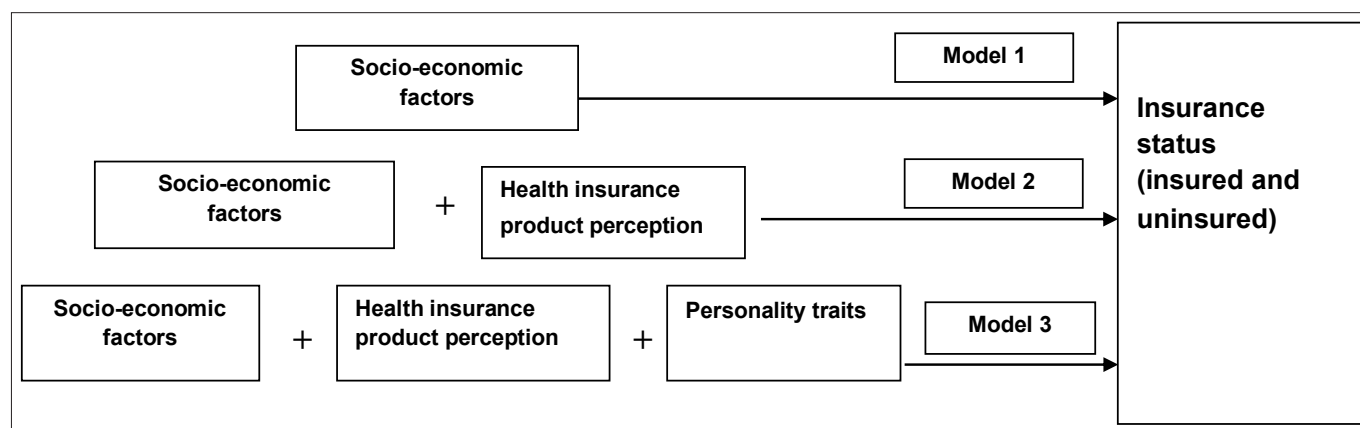 Socio-economic
factors
Model 1
Socio-economic
factors
+
Health insurance
product perception
Model 2
Socio-economic
factors
+
Health insurance
product perception
+
Personality traits
Model 3
Insurance
status
(insured and
uninsured)